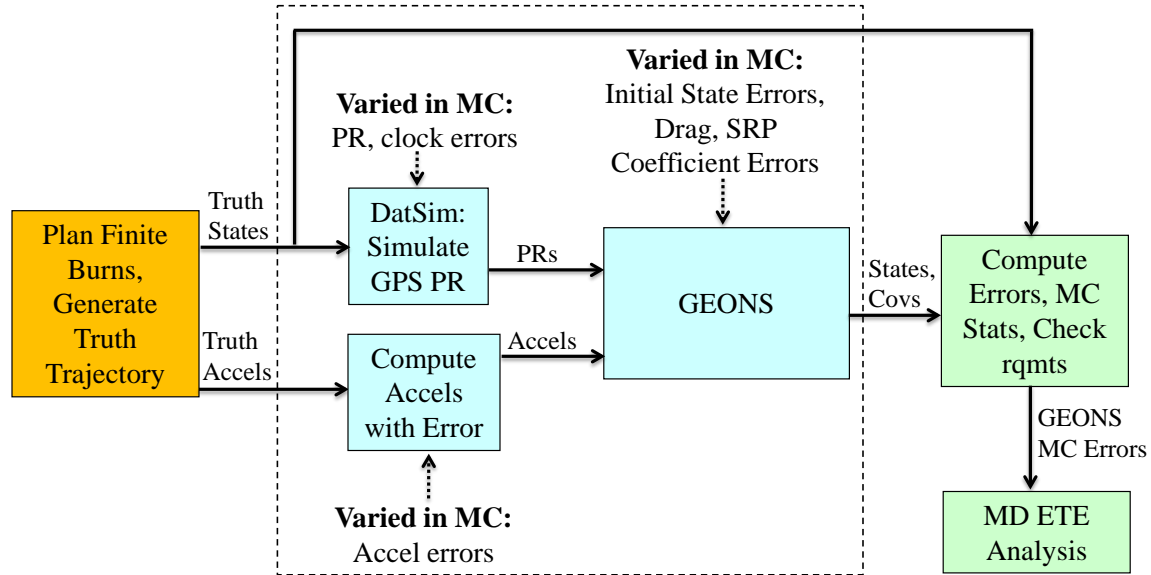 Varied in MC:
PR, clock errors
Varied in MC:
Initial State Errors,
Drag, SRP
Coefficient Errors
Truth
States
Plan Finite
Burns,
Generate
Truth
Trajectory
Truth
Accels
DatSim:
Simulate
GPS PR
PRs
Compute
Accels
with Error
Accels
Varied in MC:
Accel errors
GEONS
States,
Covs
Compute
Errors, MC
Stats, Check
rqmts
GEONS
MC Errors
MD ETE
Analysis